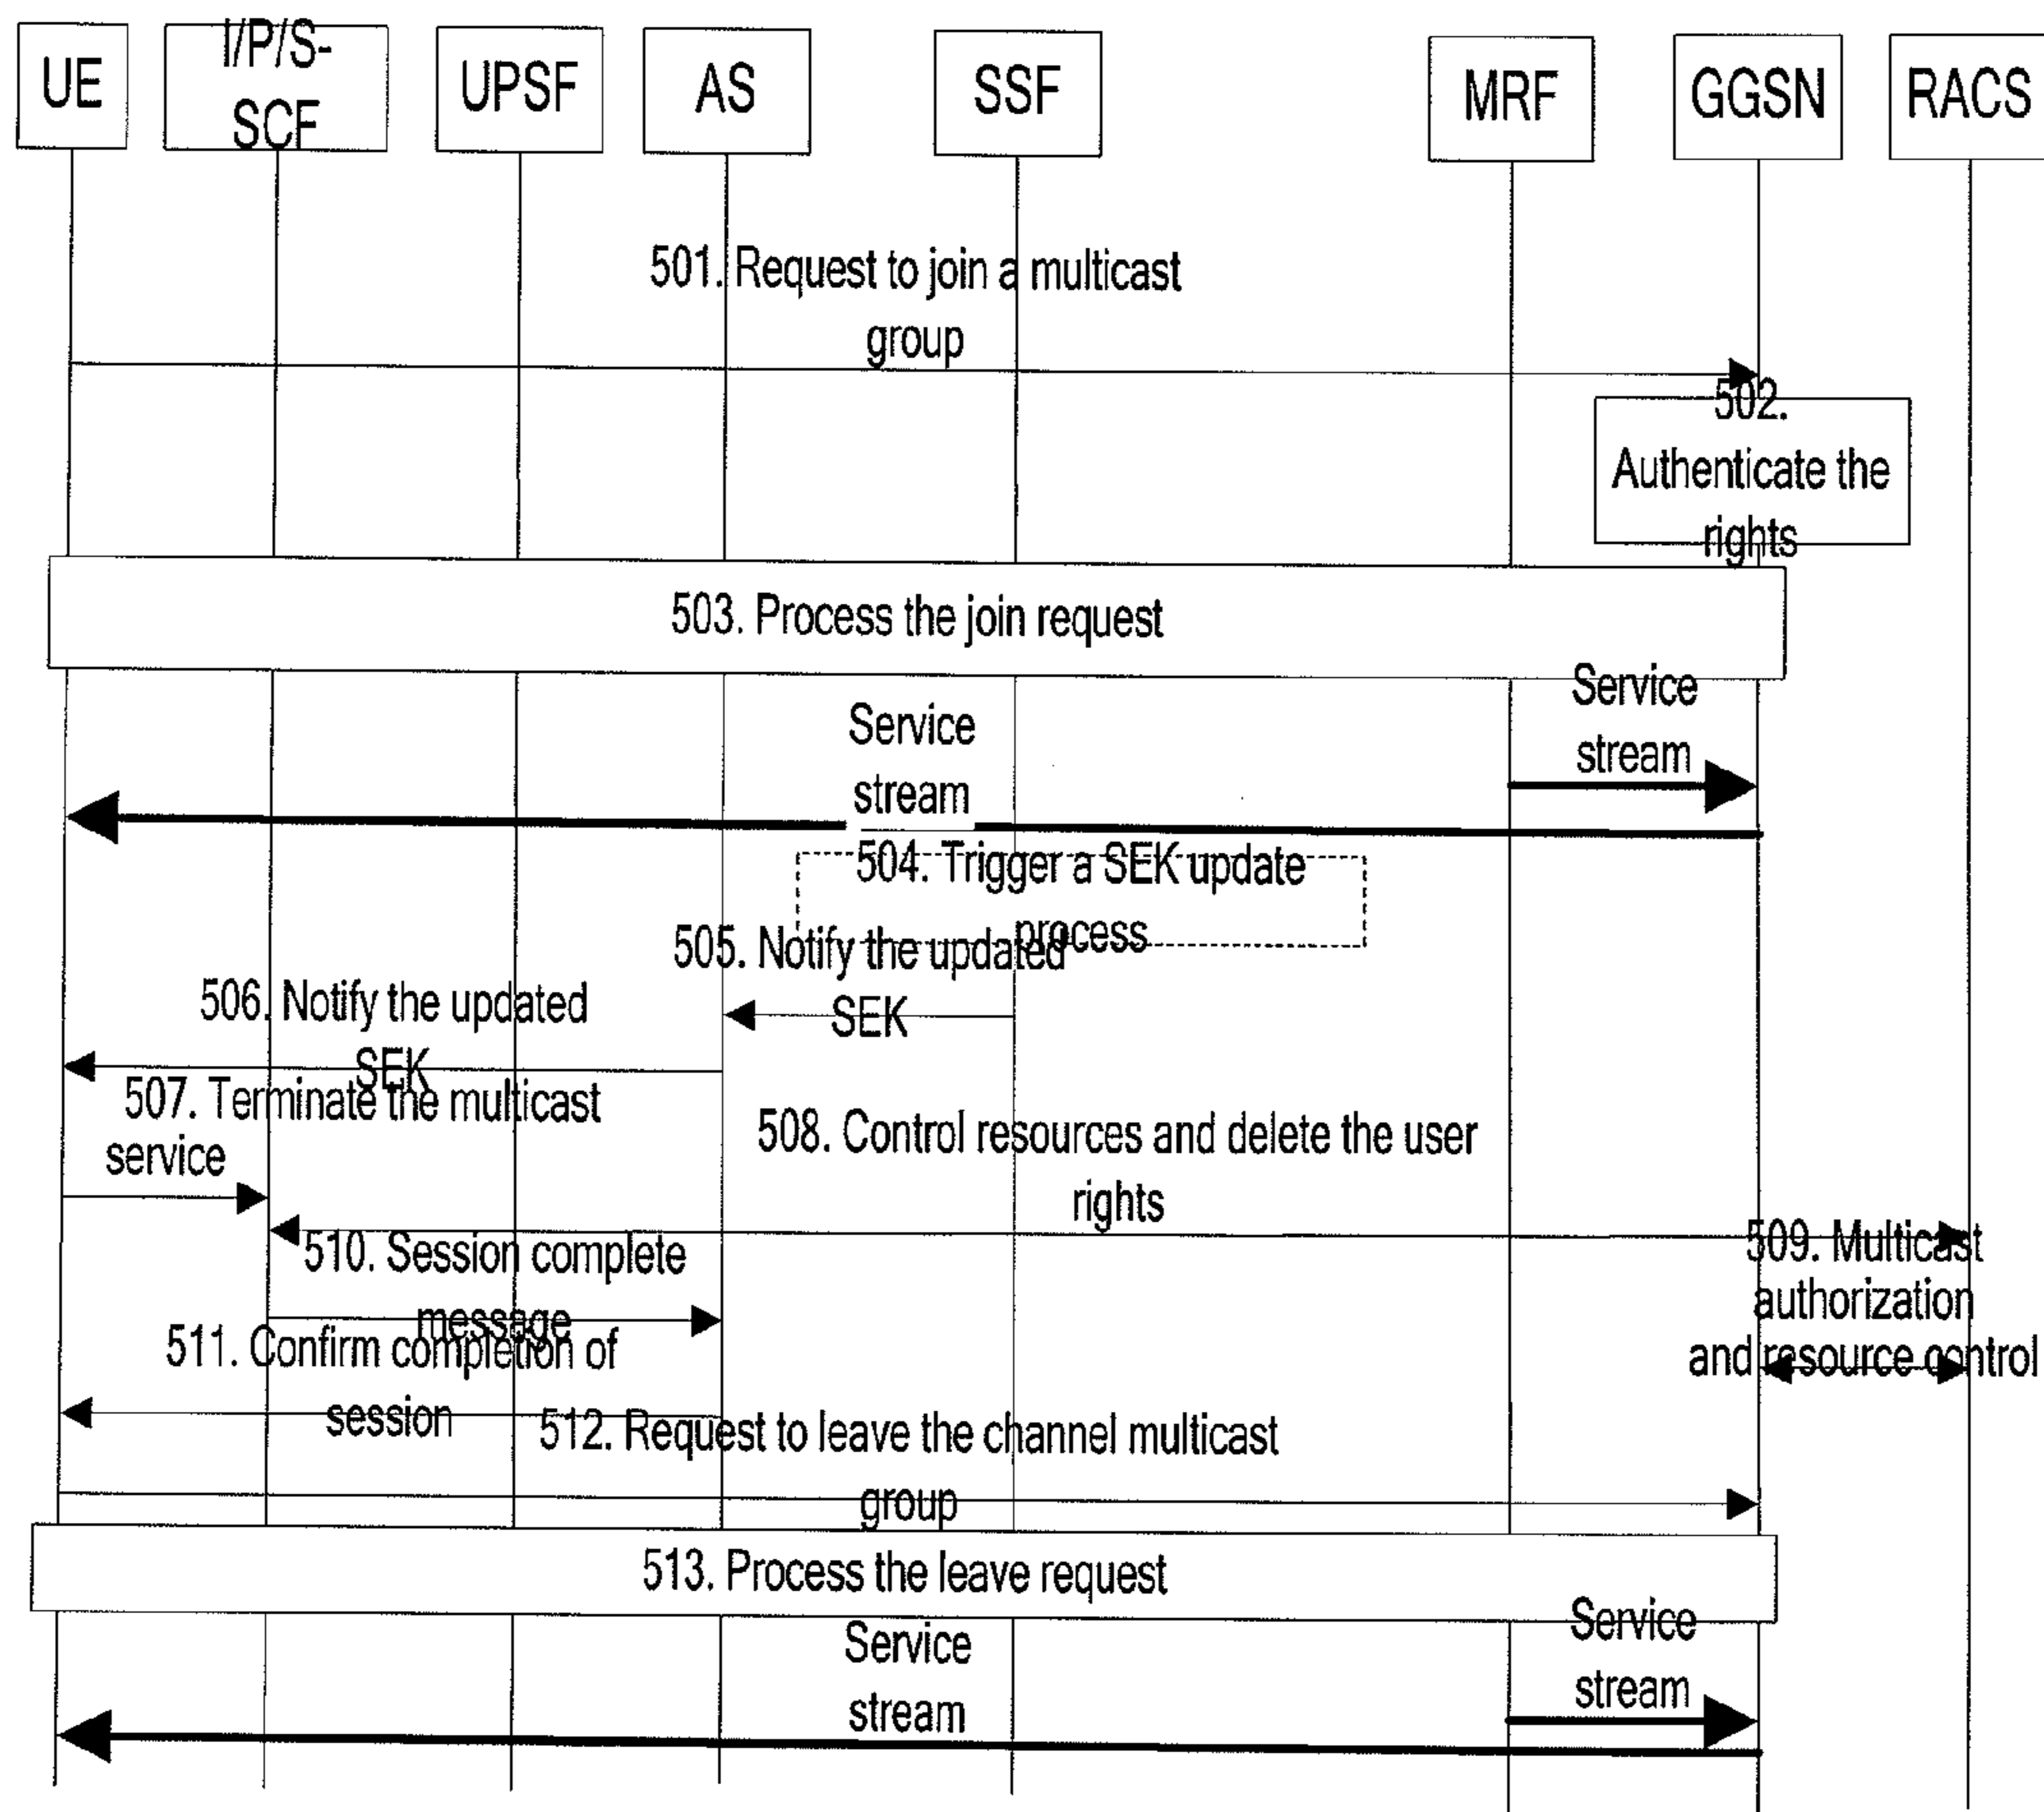 UE
I/P/S-
SCF
UPSF
AS
SSF
MRF
GGSN
RACS
501. Request to join a multicast
group
502.
Authenticate the
rights
503. Process the join request
Service
stream
Service
stream
504. Trigger a SEK update
process
505. Notify the updated
SEK
506. Notify the updated
SEK
507. Terminate the multicast
service
508. Control resources and delete the user
rights
509. Multicast
authorization
and resource control
510. Session complete
message
511. Confirm completion of
session
512. Request to leave the channel multicast
group
513. Process the leave request
Service
stream
Service
stream